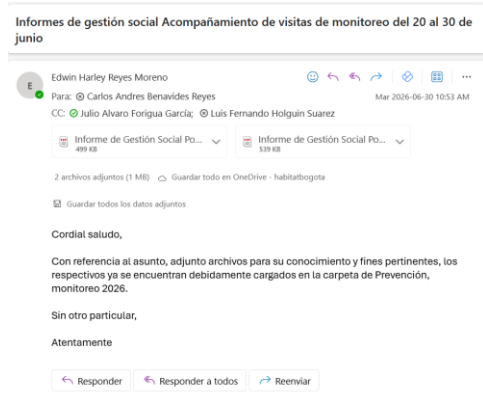 Informes de gestión social Acompañamiento de visitas de monitoreo del 20 al 30 de
junio
E
Edwin Harley Reyes Moreno
Para: Carlos Andres Benavides Reyes
Mar 2026-06-30 10:53 AM
CC: Julio Alvaro Forigua García; Luis Fernando Holguin Suarez
Informe de Gestión Social Po...
499 KB
Informe de Gestión Social Po...
539 KB
2 archivos adjuntos (1 MB) Guardar todo en OneDrive - habitatbogota
Guardar todos los datos adjuntos
Cordial saludo,
Con referencia al asunto, adjunto archivos para su conocimiento y fines pertinentes, los
respectivos ya se encuentran debidamente cargados en la carpeta de Prevención,
monitoreo 2026.
Sin otro particular,
Atentamente
Responder
Responder a todos
Reenviar